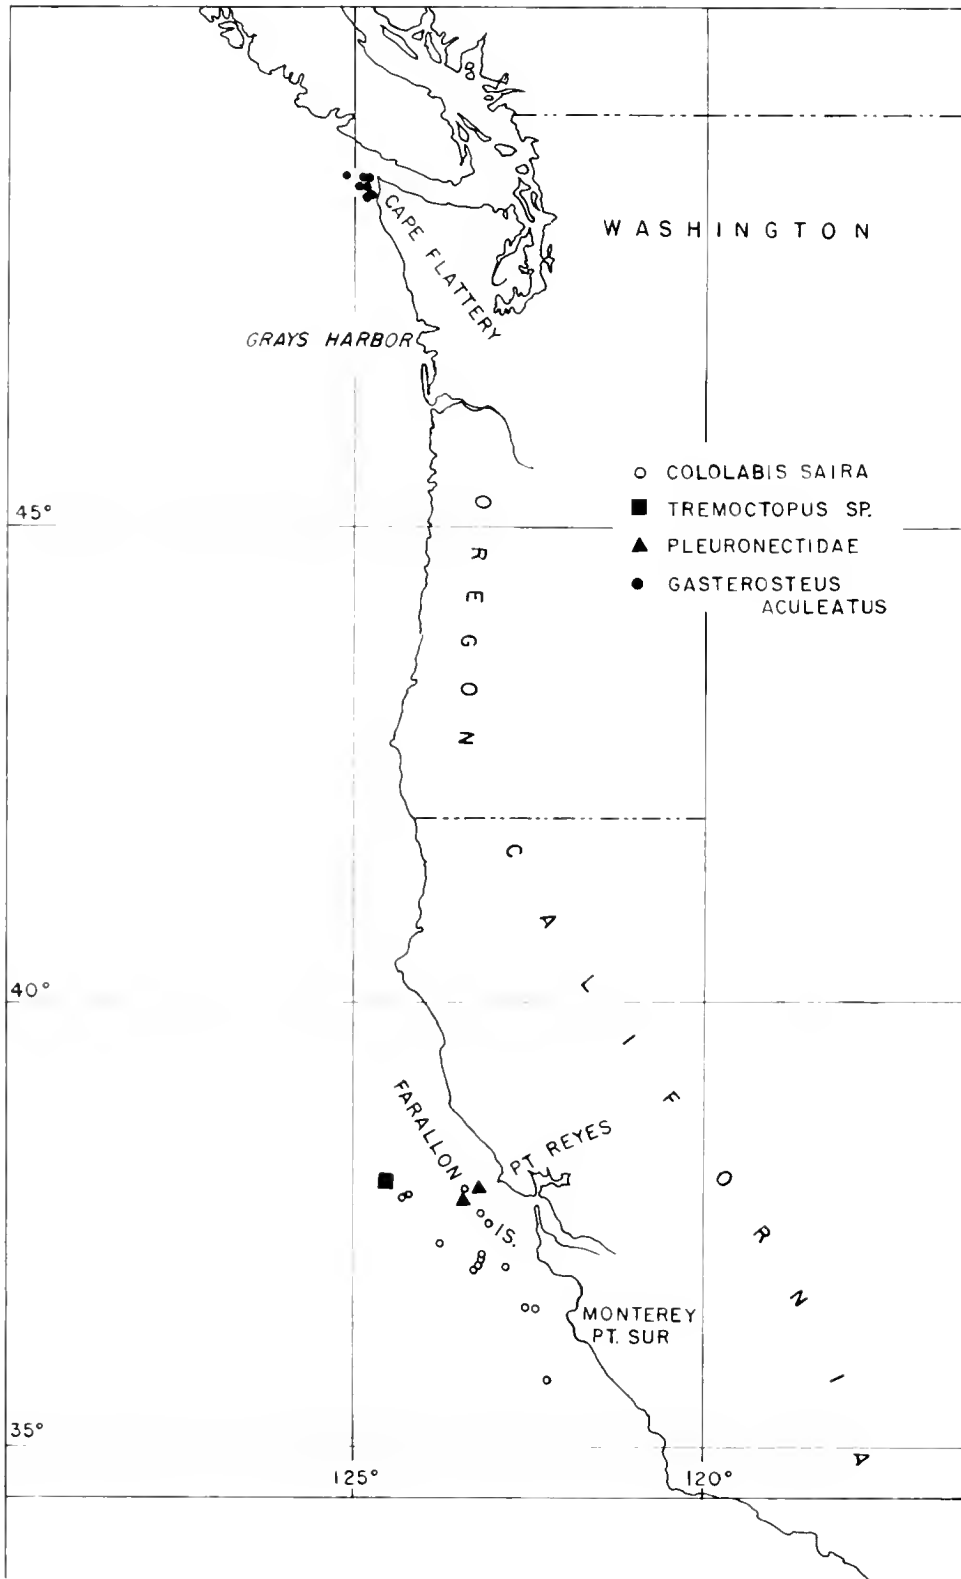 WASHINGTON
CAPE FLATTERY
GRAYS HARBOR
COLOLABIS SAIRA
TREMOCTOPUS SP.
PLEURONECTIDAE
GASTEROSTEUS
ACULEATUS
45°
OREGON
CALIFORNIA
40°
FARALLON
IS.
PT. REYES
MONTEREY
PT. SUR
35°
125°
120°